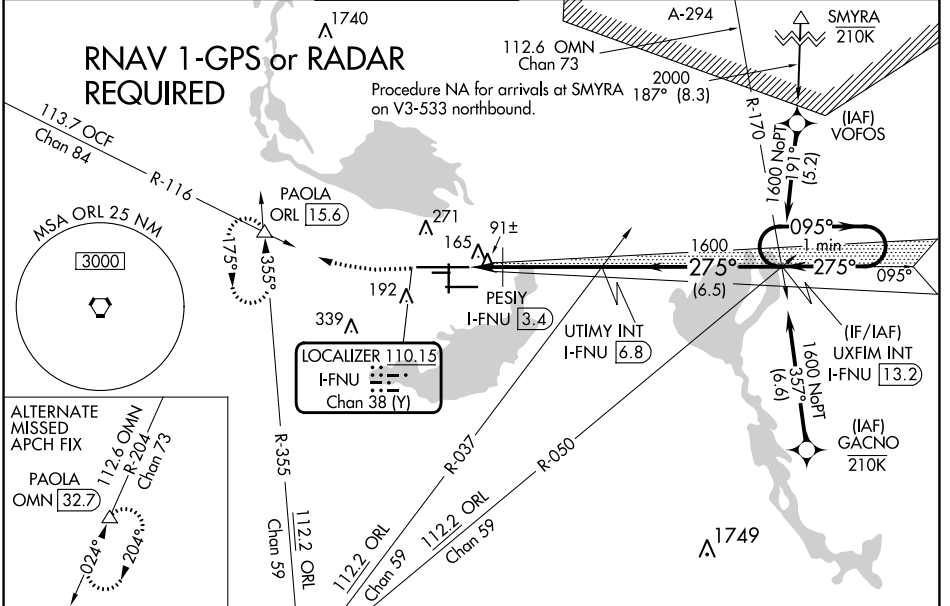 1740
RNAV 1-GPS or RADAR
REQUIRED
A-294
SMYRA
210K
112.6 OMN
Chan 73
2000
187° (8.3)
Procedure NA for arrivals at SMYRA
on V3-533 northbound.
R-170
(IAF)
VOFOS
1600 NoPT
191°
(5.2)
113.7 OCF
Chan 84
R-116
PAOLA
ORL 15.6
MSA ORL 25 NM
3000
175°
355°
271
165
91±
1600
275°
(6.5)
095°
1 min
275°
095°
192
339
PESIY
I-FNU 3.4
UTIMY INT
I-FNU 6.8
(IF/IAF)
UXFIM INT
I-FNU 13.2
LOCALIZER 110.15
I-FNU
Chan 38 (Y)
1600 NoPT
357°
(6.6)
(IAF)
GACNO
210K
ALTERNATE
MISSED
APCH FIX
112.6 OMN
R-204
Chan 73
PAOLA
OMN 32.7
024°
204°
R-355
112.2 ORL
Chan 59
R-037
112.2 ORL
Chan 59
R-050
112.2 ORL
Chan 59
1749